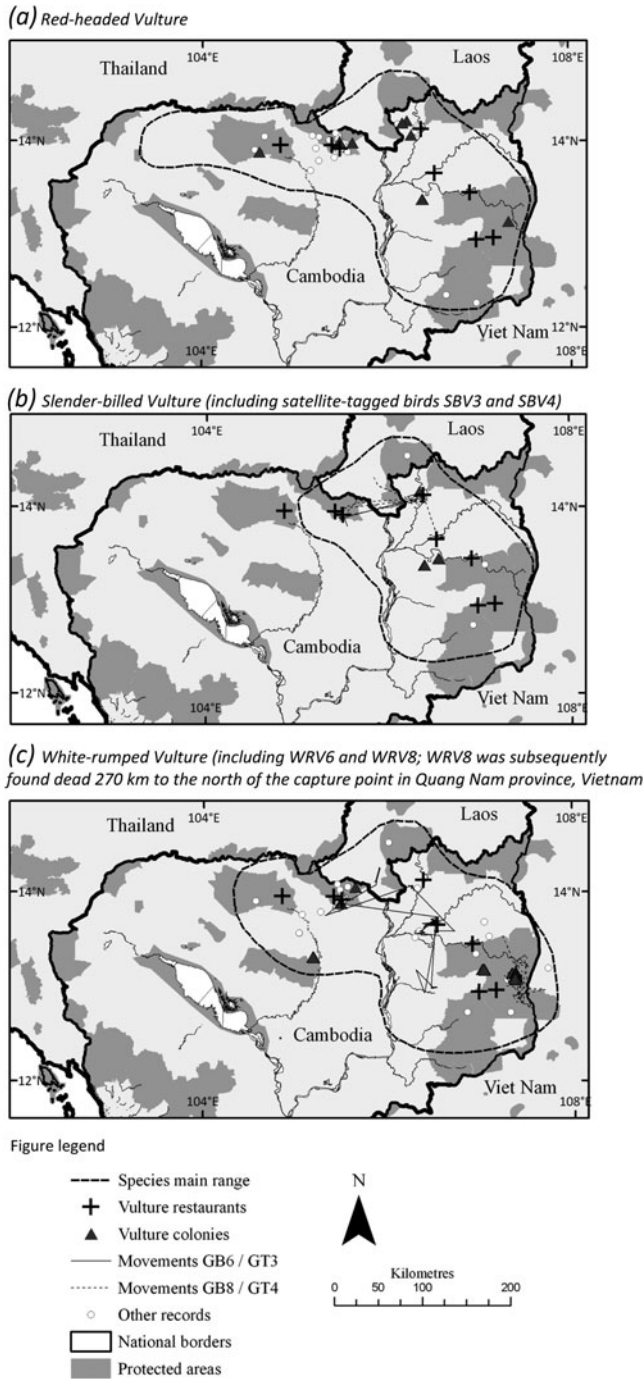 (a) Red-headed Vulture
104°E
108°E
Thailand
Laos
14°N
14°N
Cambodia
12°N
12°N
Viet Nam
104°E
108°E
(b) Slender-billed Vulture (including satellite-tagged birds SBV3 and SBV4)
104°E
108°E
Thailand
Laos
14°N
14°N
Cambodia
12°N
12°N
Viet Nam
104°E
108°E
(c) White-rumped Vulture (including WRV6 and WRV8; WRV8 was subsequently
found dead 270 km to the north of the capture point in Quang Nam province, Vietnam
104°E
108°E
Thailand
Laos
14°N
14°N
Cambodia
12°N
12°N
Viet Nam
104°E
108°E
Figure legend
Species main range
Vulture restaurants
Vulture colonies
Movements GB6 / GT3
Movements GB8 / GT4
Other records
National borders
Protected areas
N
Kilometres
0 50 100 200